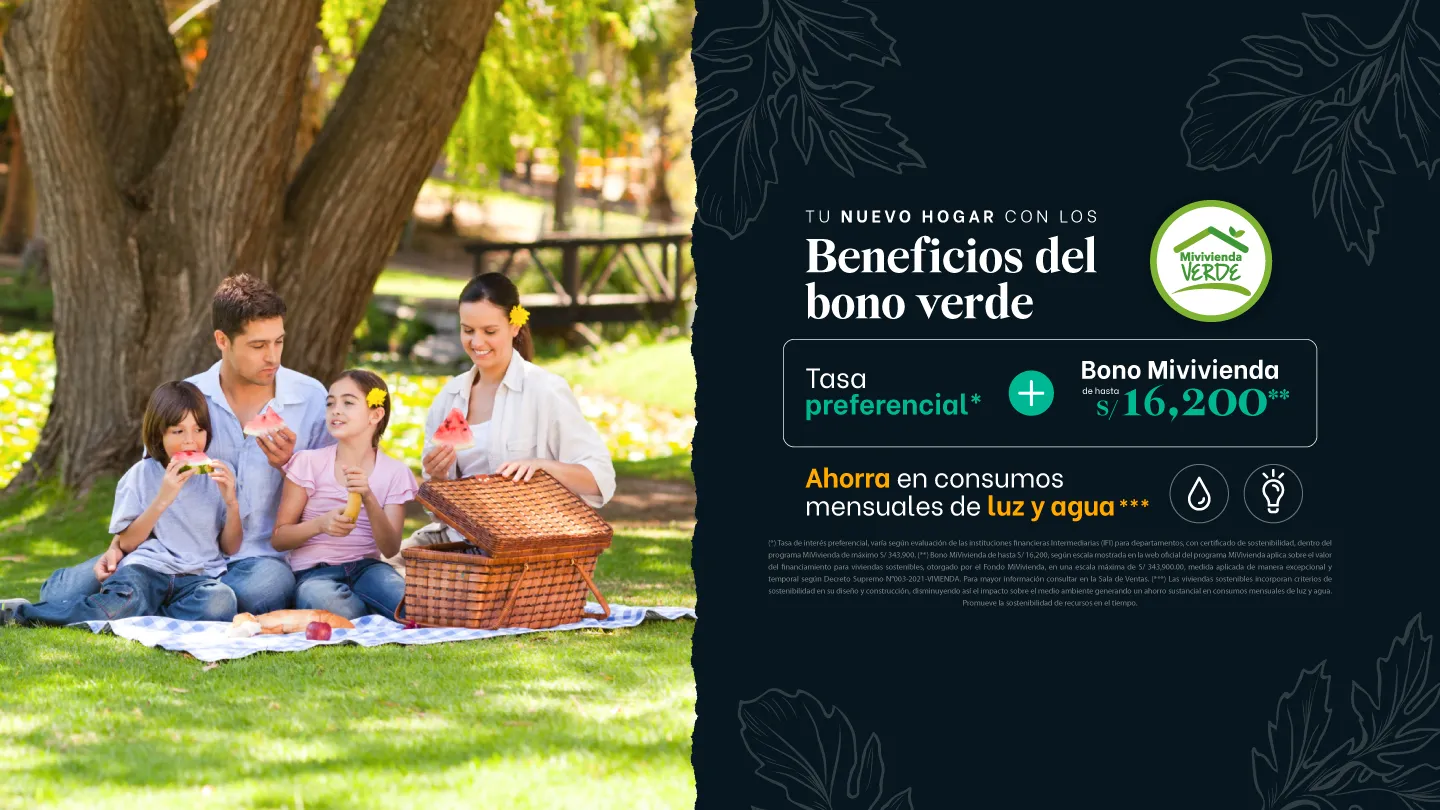 TU NUEVO HOGAR CON LOS
Beneficios del
bono verde
Mivivienda
VERDE
Tasa
preferencial*
+
Bono Mivivienda
de hasta
S/ 16,200**
Ahorra en consumos
mensuales de luz y agua***
(*) Tasa de interés preferencial, varía según evaluación de las instituciones financieras Intermediarias (IFI) para departamentos, con certificado de sostenibilidad, dentro del
programa MiVivienda de máximo S/ 343,900. (**) Bono MiVivienda de hasta S/ 16,200, según escala mostrada en la web oficial del programa MiVivienda aplica sobre el valor
del financiamiento para viviendas sostenibles, otorgado por el Fondo MiVivienda, en una escala máxima de S/ 343,900.00, medida aplicada de manera excepcional y
temporal según Decreto Supremo N°003-2021-VIVIENDA. Para mayor información consultar en la Sala de Ventas. (***) Las viviendas sostenibles incorporan criterios de
sostenibilidad en su diseño y construcción, disminuyendo así el impacto sobre el medio ambiente generando un ahorro sustancial en consumos mensuales de luz y agua.
Promueve la sostenibilidad de recursos en el tiempo.